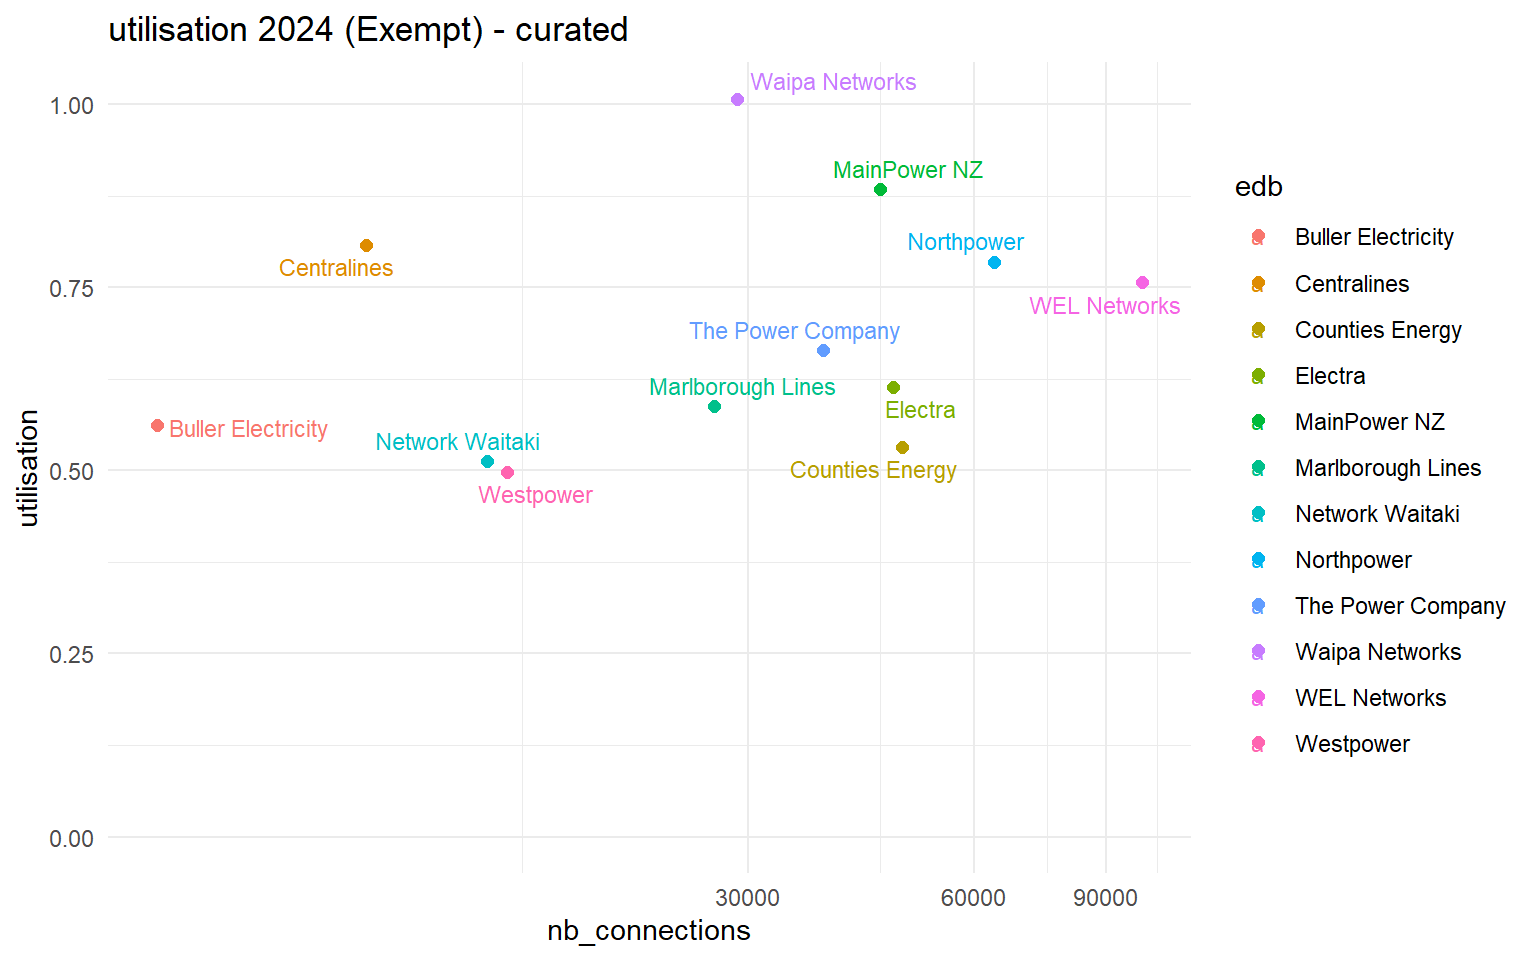 utilisation 2024 (Exempt) - curated
Waipa Networks
1.00
MainPower NZ
edb
Northpower
Buller Electricity
Centralines
0.75
Centralines
WEL Networks
The Power Company
Counties Energy
Marlborough Lines
Electra
Electra
utilisation
Buller Electricity
MainPower NZ
Network Waitaki
0.50
Counties Energy
Marlborough Lines
Westpower
Network Waitaki
Northpower
The Power Company
0.25
Waipa Networks
WEL Networks
Westpower
0.00
30000
60000
90000
nb_connections